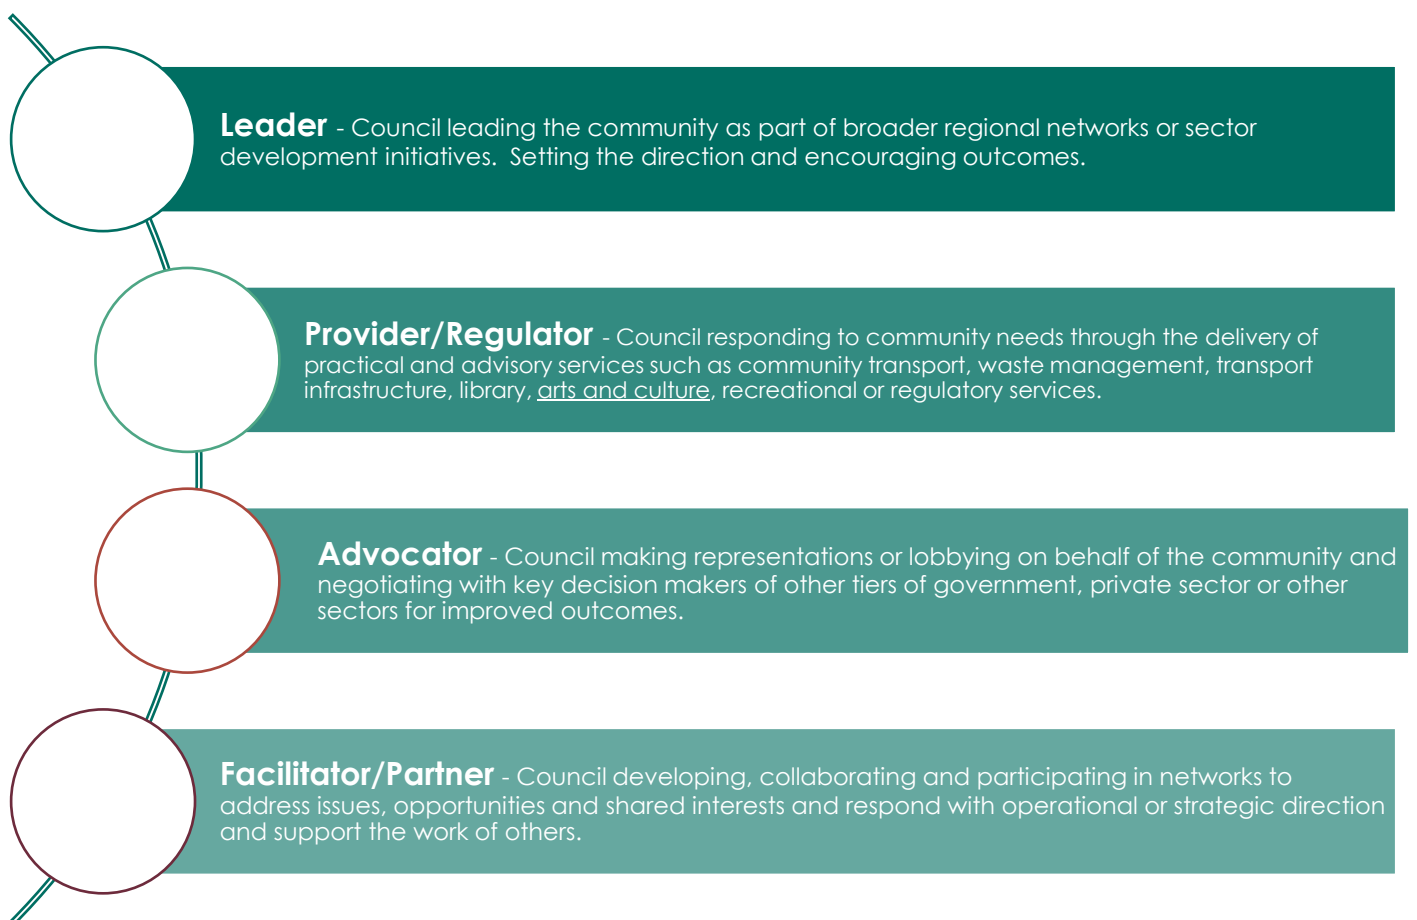 Leader - Council leading the community as part of broader regional networks or sector
development initiatives.  Setting the direction and encouraging outcomes.
Provider/Regulator - Council responding to community needs through the delivery of
practical and advisory services such as community transport, waste management, transport
infrastructure, library, arts and culture, recreational or regulatory services.
Advocator - Council making representations or lobbying on behalf of the community and
negotiating with key decision makers of other tiers of government, private sector or other
sectors for improved outcomes.
Facilitator/Partner - Council developing, collaborating and participating in networks to
address issues, opportunities and shared interests and respond with operational or strategic direction
and support the work of others.